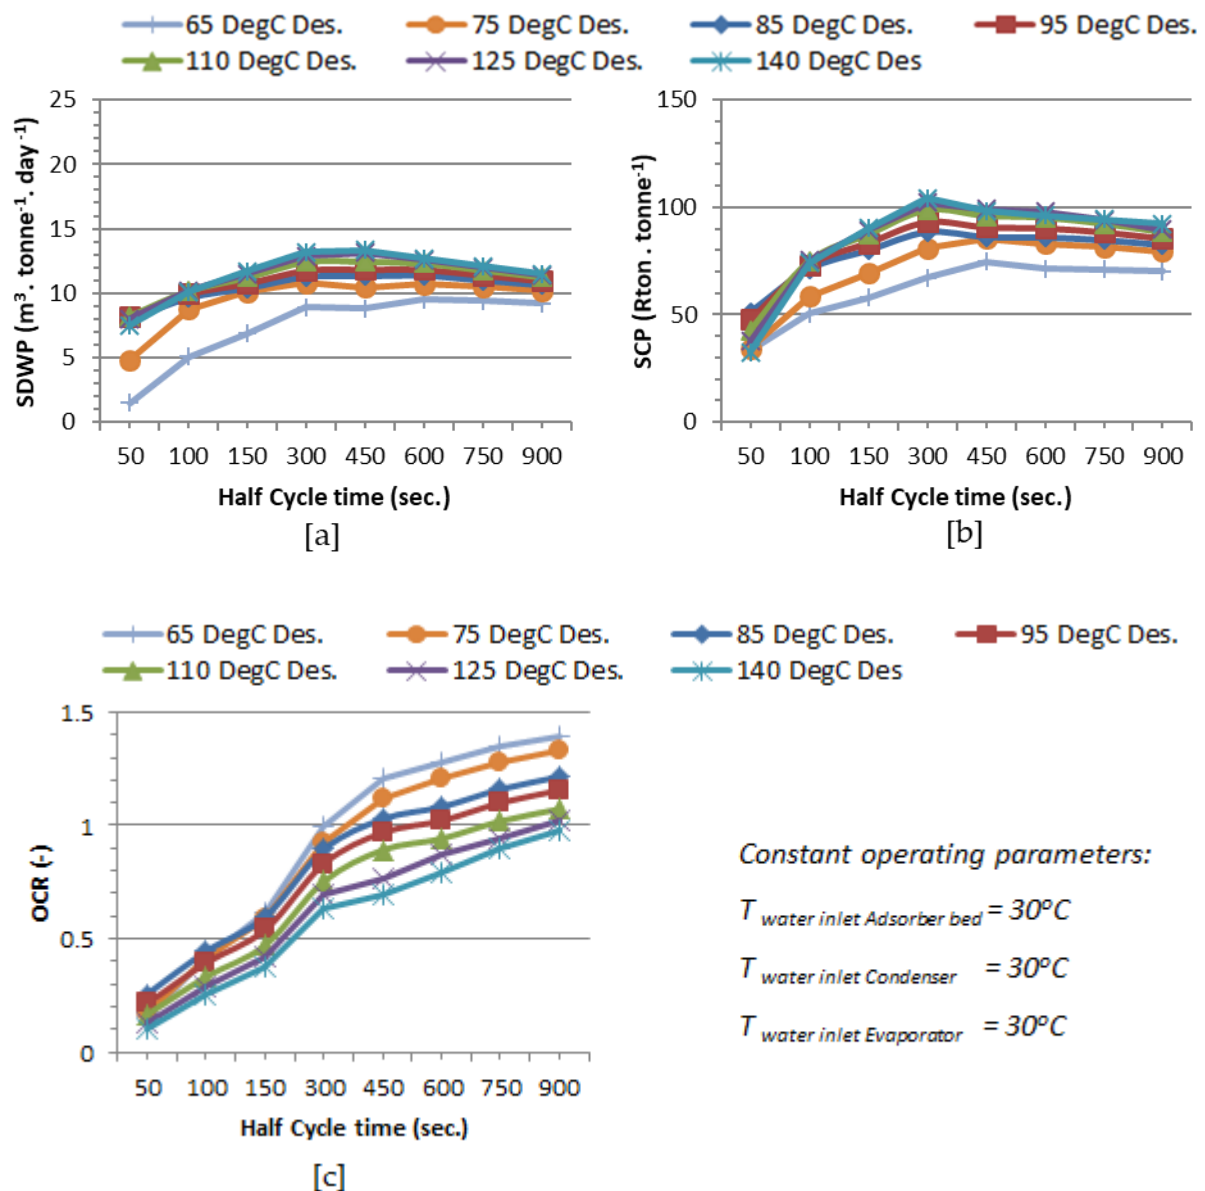 65 DegC Des. 75 DegC Des. 85 DegC Des. 95 DegC Des.
110 DegC Des. 125 DegC Des. 140 DegC Des
SDWP (m³. tonne⁻¹. day⁻¹)
25
20
15
10
5
0
50 100 150 300 450 600 750 900
Half Cycle time (sec.)
[a]
SCP (Rton . tonne⁻¹)
150
100
50
0
50 100 150 300 450 600 750 900
Half Cycle time (sec.)
[b]
65 DegC Des. 75 DegC Des. 85 DegC Des. 95 DegC Des.
110 DegC Des. 125 DegC Des. 140 DegC Des
OCR (-)
1.5
1
0.5
0
50 100 150 300 450 600 750 900
Half Cycle time (sec.)
[c]
Constant operating parameters:
T water inlet Adsorber bed = 30°C
T water inlet Condenser = 30°C
T water inlet Evaporator = 30°C